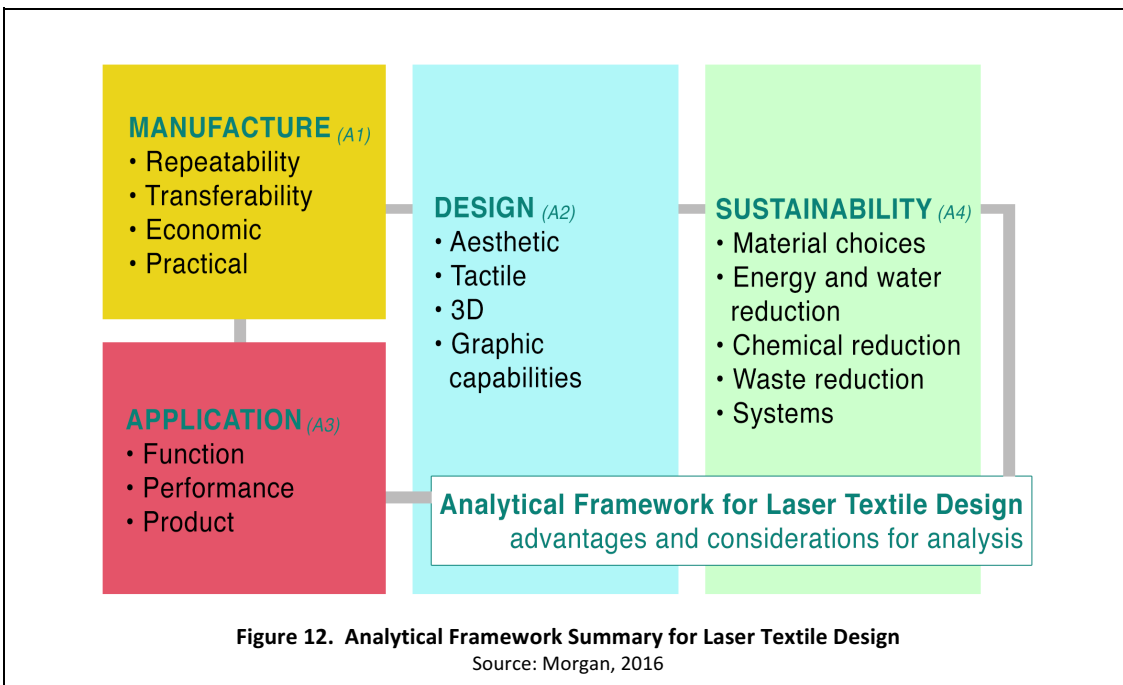 MANUFACTURE (A1)
• Repeatability
• Transferability
• Economic
• Practical
APPLICATION (A3)
• Function
• Performance
• Product
DESIGN (A2)
• Aesthetic
• Tactile
• 3D
• Graphic
capabilities
SUSTAINABILITY (A4)
• Material choices
• Energy and water
reduction
• Chemical reduction
• Waste reduction
• Systems
Analytical Framework for Laser Textile Design
advantages and considerations for analysis
Figure 12. Analytical Framework Summary for Laser Textile Design
Source: Morgan, 2016